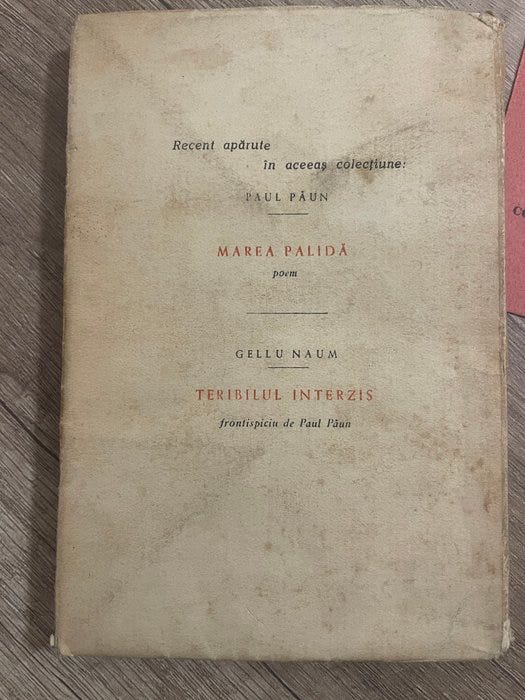 Recent apărute
în aceeaş colecţiune:
PAUL PĂUN
MAREA PALIDĂ
poem
GELLU NAUM
TERIBILUL INTERZIS
frontispiciu de Paul Păun